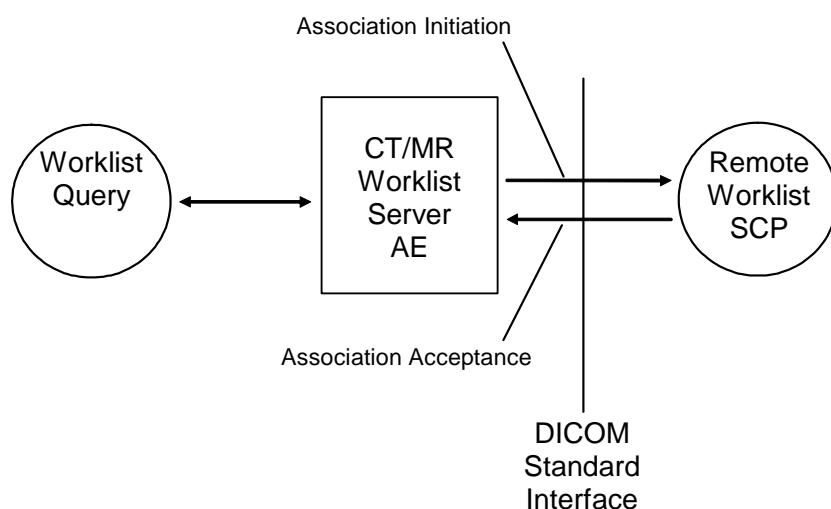 Association Initiation
Worklist
Query
CT/MR
Worklist
Server
AE
Remote
Worklist
SCP
Association Acceptance
DICOM
Standard
Interface